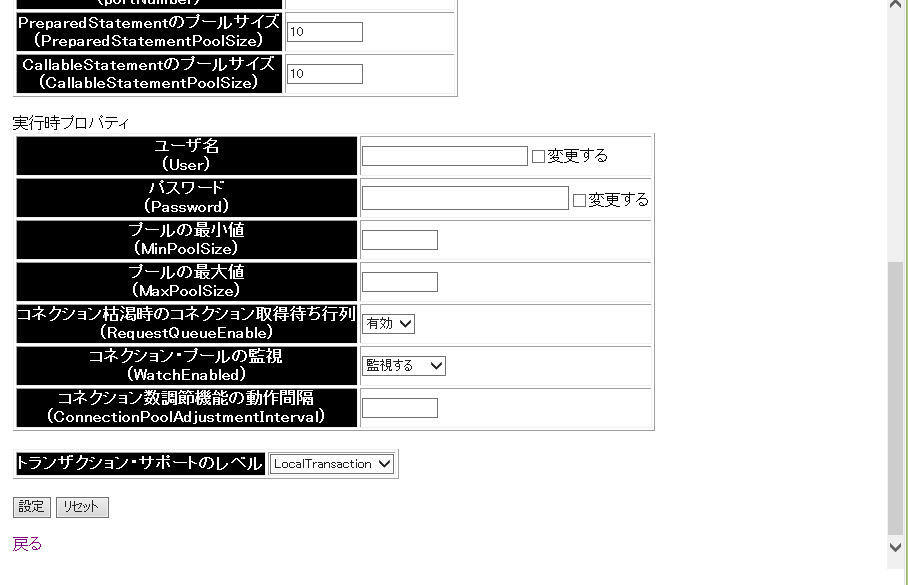 (portNumber)
PreparedStatementのプールサイズ
(PreparedStatementPoolSize)
10
CallableStatementのプールサイズ
(CallableStatementPoolSize)
10
実行時プロパティ
ユーザ名
(User)
変更する
パスワード
(Password)
変更する
プールの最小値
(MinPoolSize)
プールの最大値
(MaxPoolSize)
コネクション枯渇時のコネクション取得待ち行列
(RequestQueueEnable)
有効
コネクション・プールの監視
(WatchEnabled)
監視する
コネクション数調節機能の動作間隔
(ConnectionPoolAdjustmentInterval)
トランザクション・サポートのレベル
LocalTransaction
設定 リセット
戻る